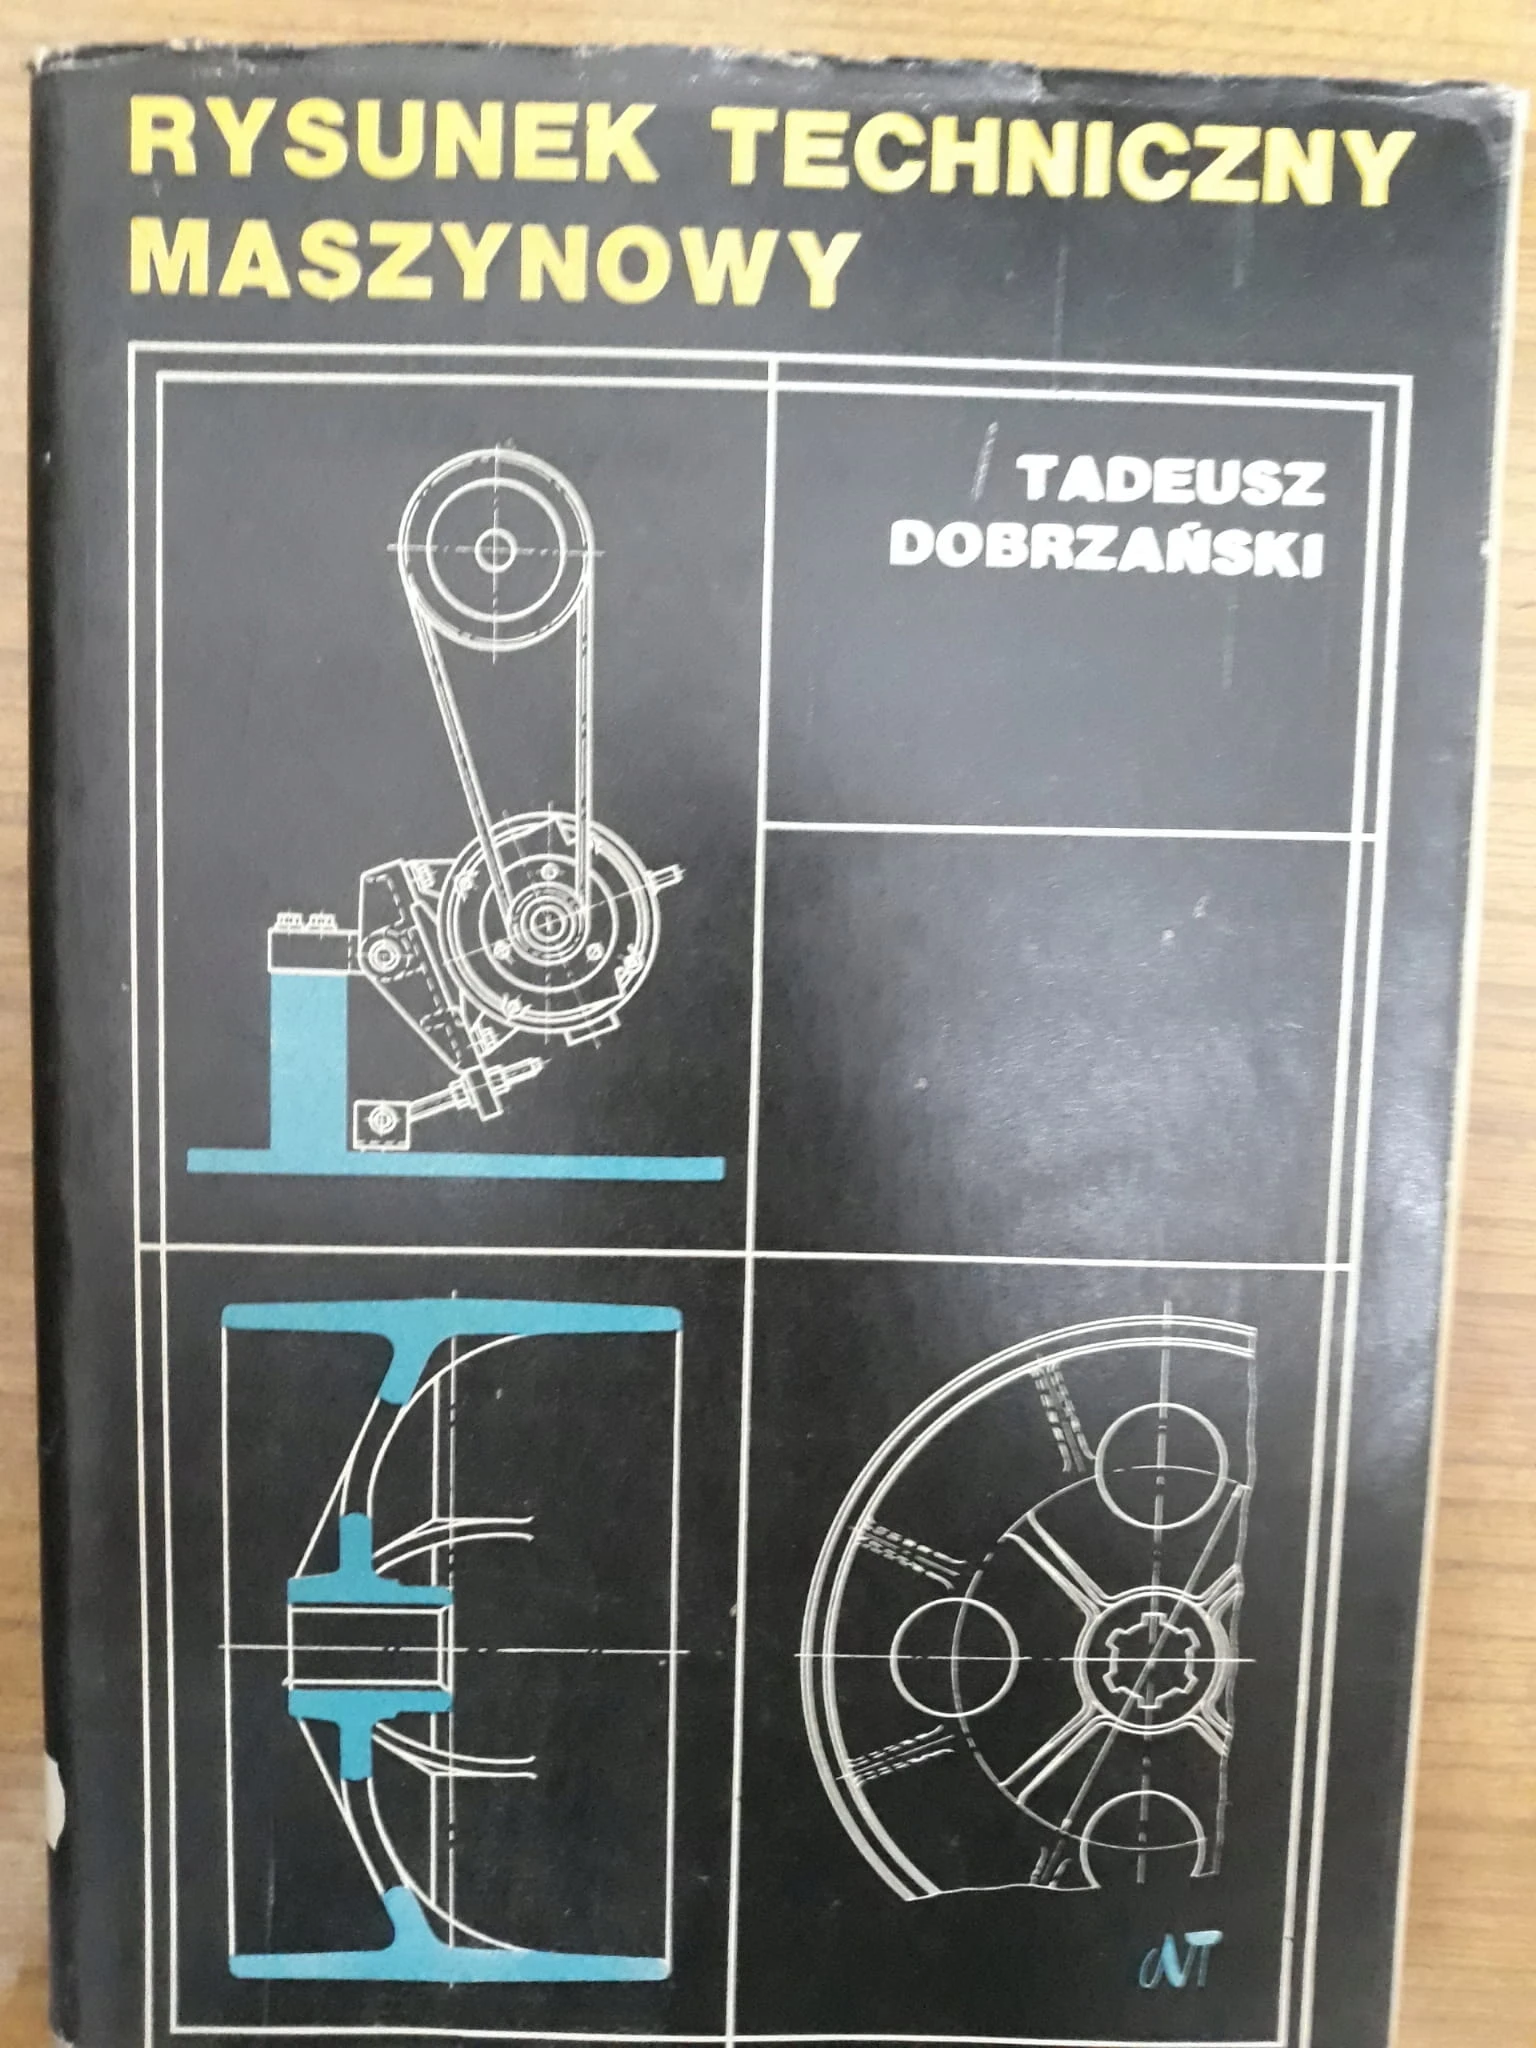 RYSUNEK TECHNICZNY
MASZYNOWY
TADEUSZ
DOBRZAŃSKI
WNT